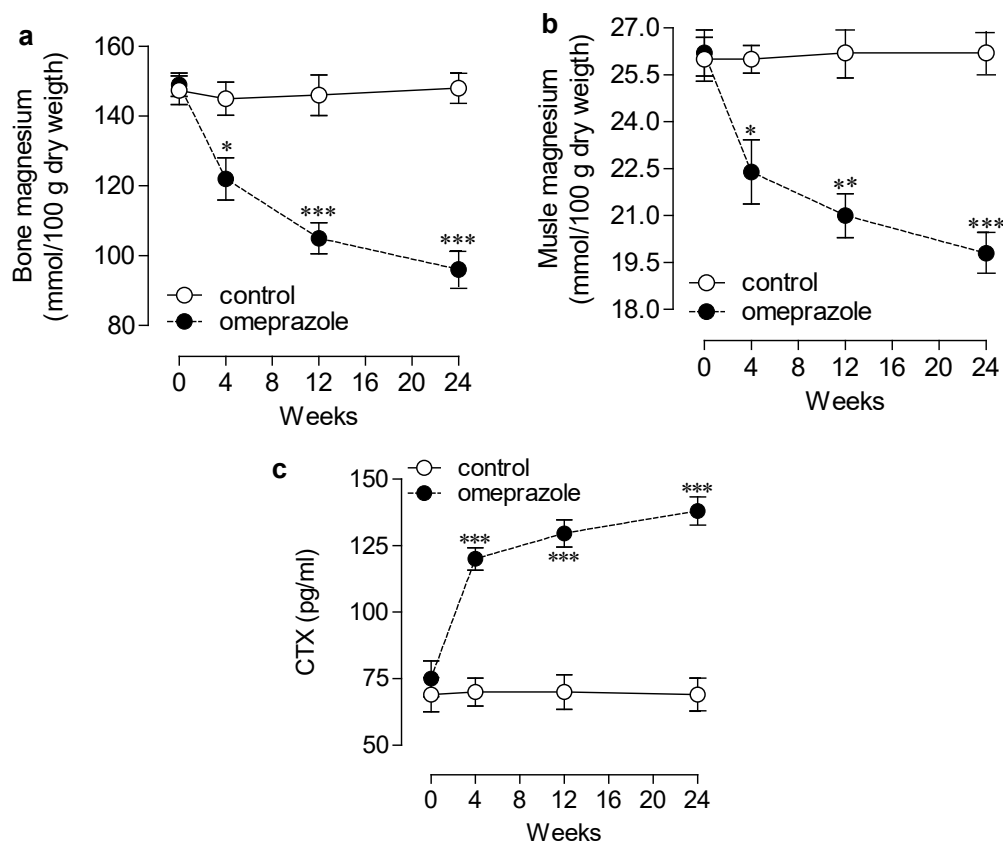 a
Bone magnesium
(mmol/100 g dry weigth)
160
140
120
100
80
*
***
***
control
omeprazole
0 4 12 16 20 24
Weeks
b
Musle magnesium
(mmol/100 g dry weigth)
27.0
25.5
24.0
22.5
21.0
19.5
18.0
*
**
***
control
omeprazole
0 4 12 16 20 24
Weeks
c
control
omeprazole
CTX (pg/ml)
150
125
100
75
50
***
***
***
0 4 12 16 20 24
Weeks